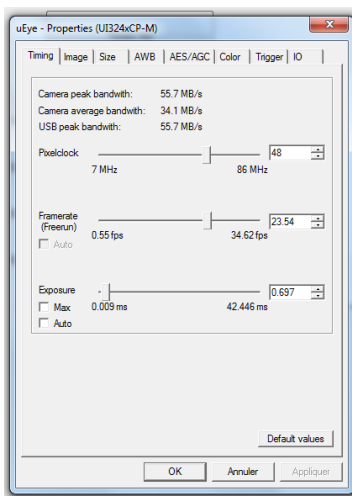 uEye - Properties (UI324xCP-M)
Timing Image Size AWB AES/AGC Color Trigger IO
Camera peak bandwith: 55.7 MB/s
Camera average bandwith: 34.1 MB/s
USB peak bandwith: 55.7 MB/s
Pixelclock 48
7 MHz 86 MHz
Framerate 23.54
(Freerun)
Auto 0.55 fps 34.62 fps
Exposure 0.697
Max 0.009 ms 42.446 ms
Auto
Default values
OK Annuler Appliquer